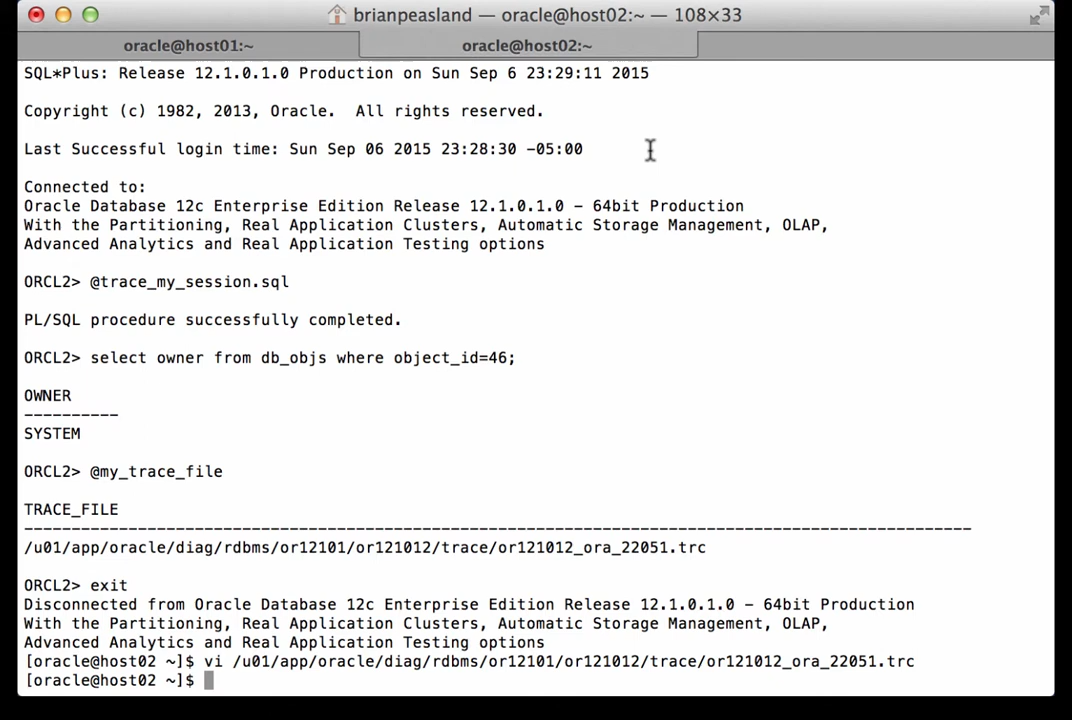 brianpeasland — oracle@host02:~ — 108×33
oracle@host01:~
oracle@host02:~
SQL*Plus: Release 12.1.0.1.0 Production on Sun Sep 6 23:29:11 2015
Copyright (c) 1982, 2013, Oracle.  All rights reserved.
Last Successful login time: Sun Sep 06 2015 23:28:30 -05:00
Connected to:
Oracle Database 12c Enterprise Edition Release 12.1.0.1.0 - 64bit Production
With the Partitioning, Real Application Clusters, Automatic Storage Management, OLAP,
Advanced Analytics and Real Application Testing options
ORCL2> @trace_my_session.sql
PL/SQL procedure successfully completed.
ORCL2> select owner from db_objs where object_id=46;
OWNER
----------
SYSTEM
ORCL2> @my_trace_file
TRACE_FILE
----------------------------------------------------------------------------------------------------
/u01/app/oracle/diag/rdbms/or12101/or121012/trace/or121012_ora_22051.trc
ORCL2> exit
Disconnected from Oracle Database 12c Enterprise Edition Release 12.1.0.1.0 - 64bit Production
With the Partitioning, Real Application Clusters, Automatic Storage Management, OLAP,
Advanced Analytics and Real Application Testing options
[oracle@host02 ~]$ vi /u01/app/oracle/diag/rdbms/or12101/or121012/trace/or121012_ora_22051.trc
[oracle@host02 ~]$